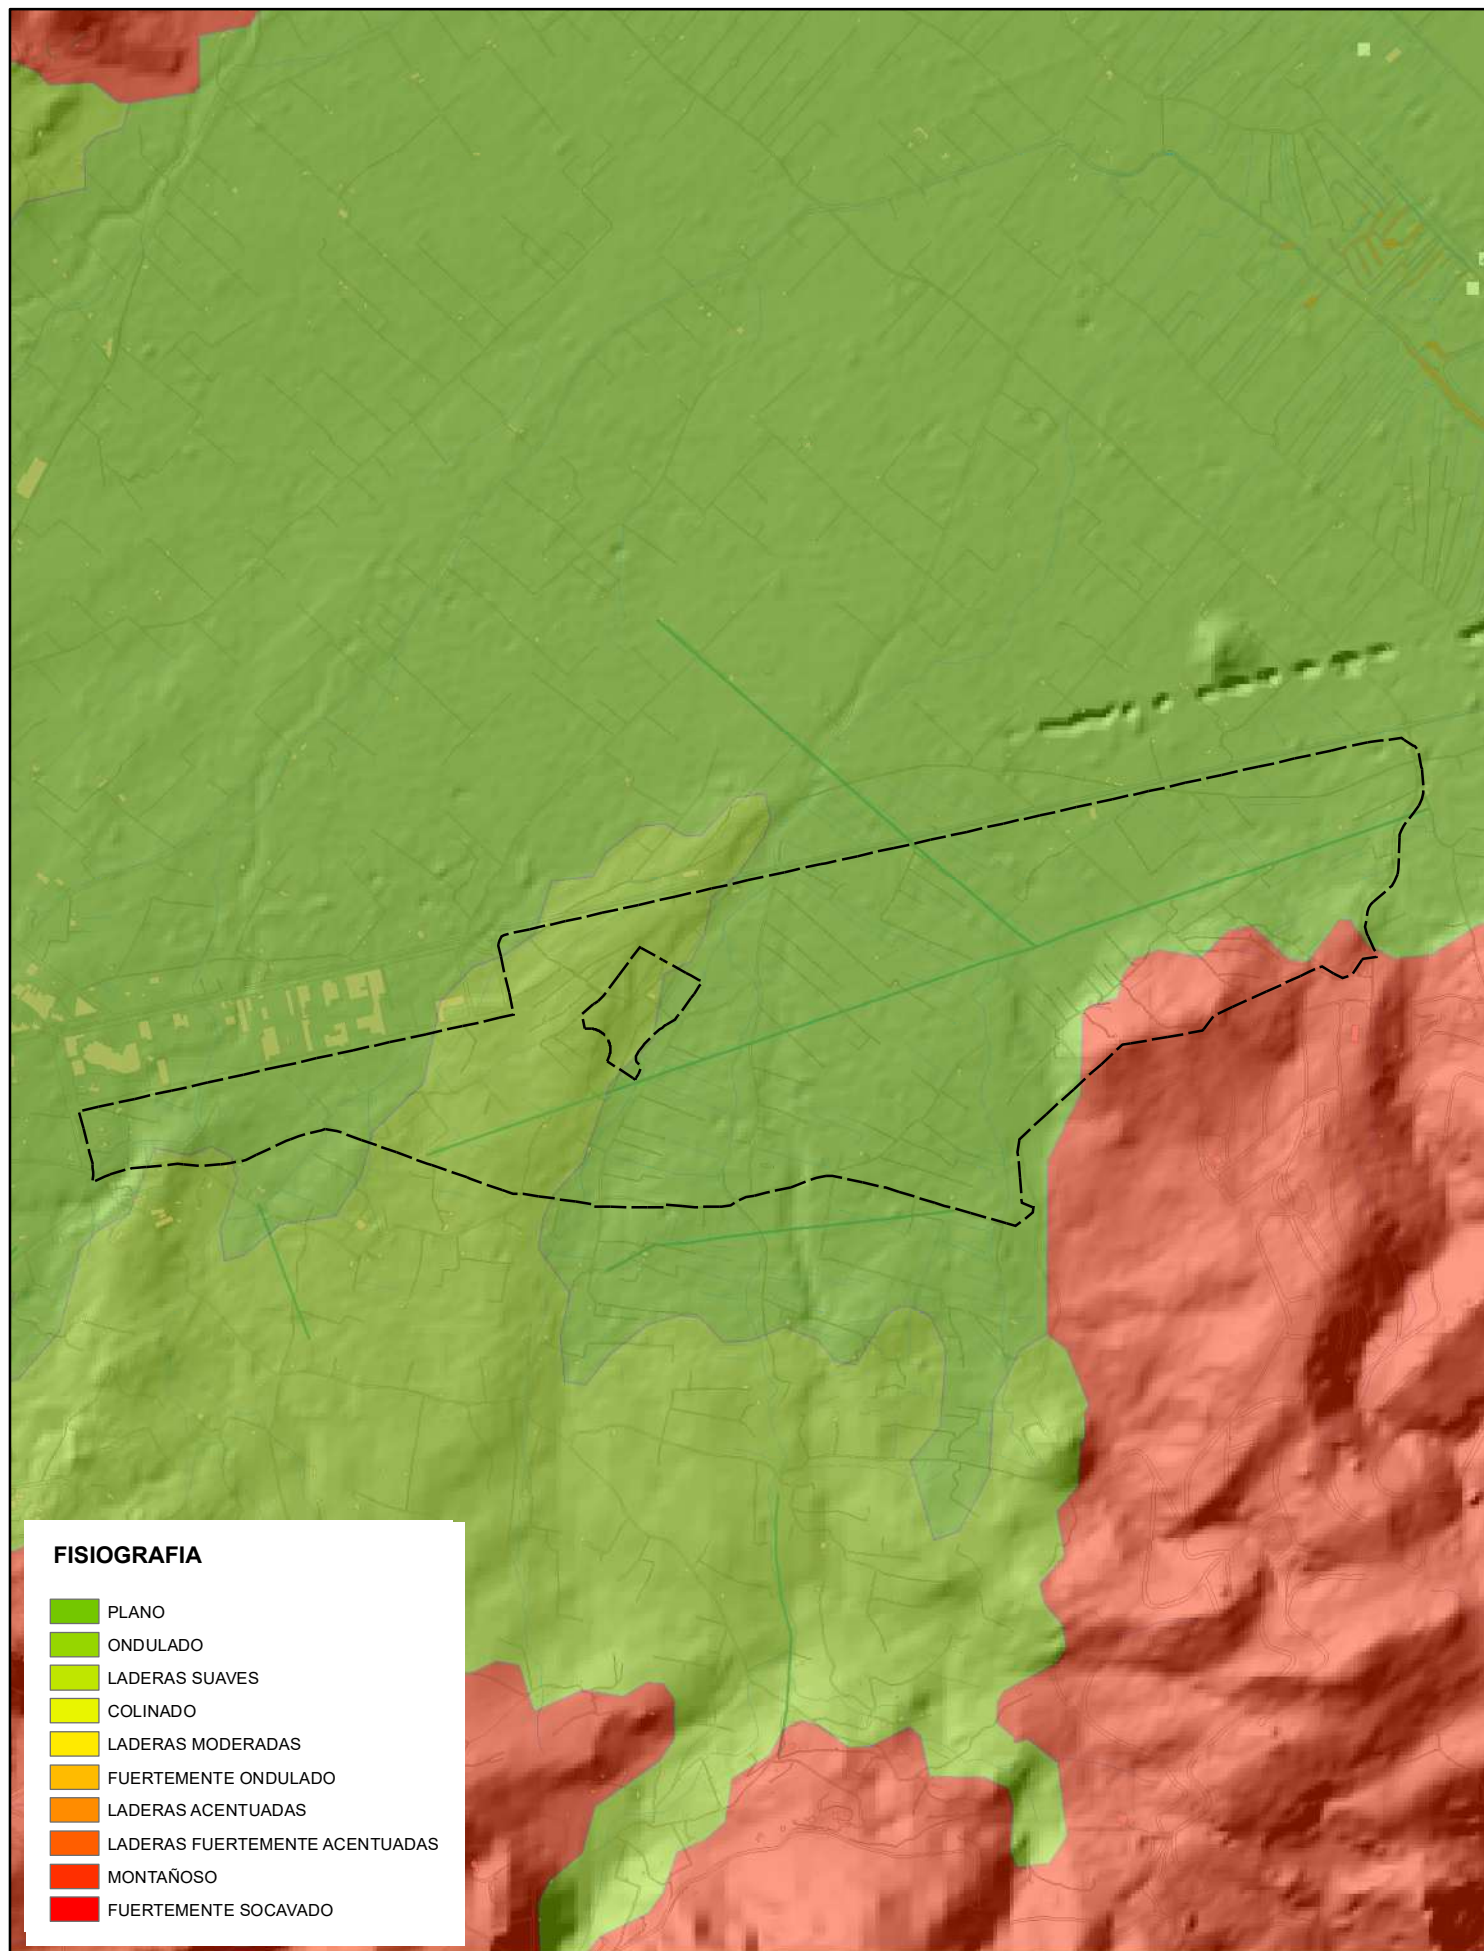 FISIOGRAFIA
PLANO
ONDULADO
LADERAS SUAVES
COLINADO
LADERAS MODERADAS
FUERTEMENTE ONDULADO
LADERAS ACENTUADAS
LADERAS FUERTEMENTE ACENTUADAS
MONTAÑOSO
FUERTEMENTE SOCAVADO